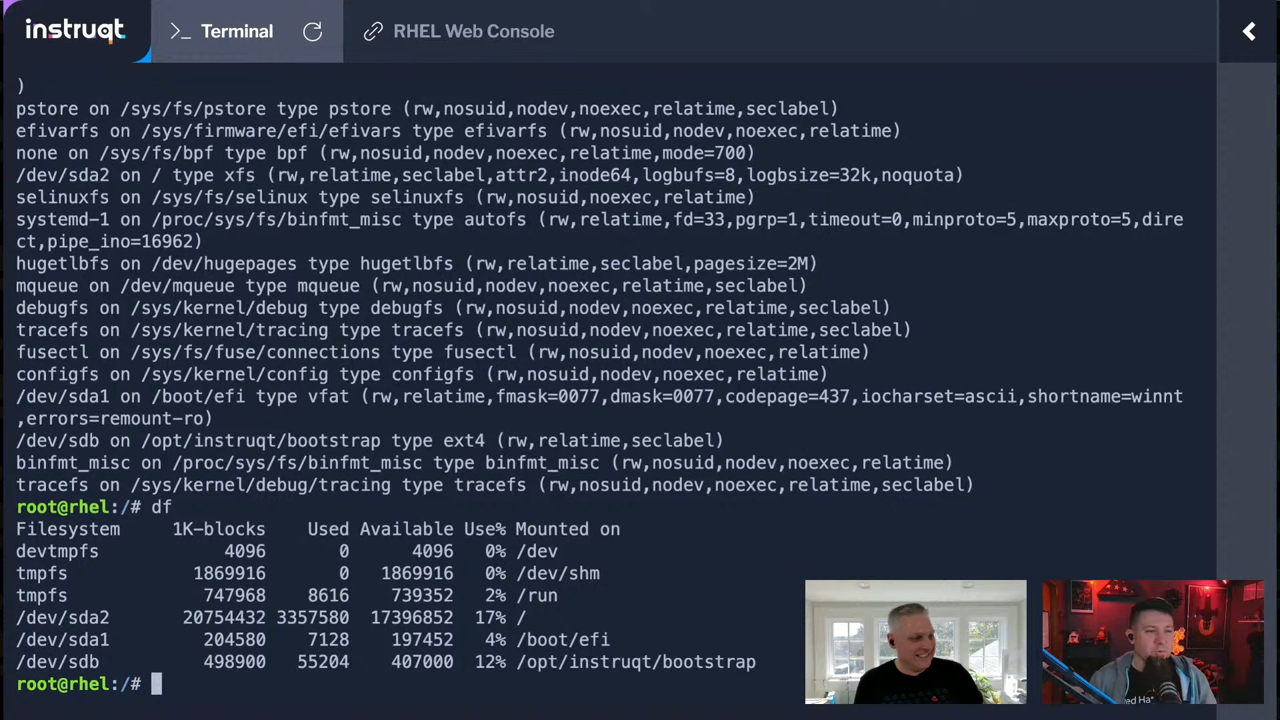 instruqt
>_ Terminal
RHEL Web Console
)
pstore on /sys/fs/pstore type pstore (rw,nosuid,nodev,noexec,relatime,seclabel)
efivarfs on /sys/firmware/efi/efivars type efivarfs (rw,nosuid,nodev,noexec,relatime)
none on /sys/fs/bpf type bpf (rw,nosuid,nodev,noexec,relatime,mode=700)
/dev/sda2 on / type xfs (rw,relatime,seclabel,attr2,inode64,logbufs=8,logbsize=32k,noquota)
selinuxfs on /sys/fs/selinux type selinuxfs (rw,nosuid,noexec,relatime)
systemd-1 on /proc/sys/fs/binfmt_misc type autofs (rw,relatime,fd=33,pgrp=1,timeout=0,minproto=5,maxproto=5,dire
ct,pipe_ino=16962)
hugetlbfs on /dev/hugepages type hugetlbfs (rw,relatime,seclabel,pagesize=2M)
mqueue on /dev/mqueue type mqueue (rw,nosuid,nodev,noexec,relatime,seclabel)
debugfs on /sys/kernel/debug type debugfs (rw,nosuid,nodev,noexec,relatime,seclabel)
tracefs on /sys/kernel/tracing type tracefs (rw,nosuid,nodev,noexec,relatime,seclabel)
fusectl on /sys/fs/fuse/connections type fusectl (rw,nosuid,nodev,noexec,relatime)
configfs on /sys/kernel/config type configfs (rw,nosuid,nodev,noexec,relatime)
/dev/sda1 on /boot/efi type vfat (rw,relatime,fmask=0077,dmask=0077,codepage=437,iocharset=ascii,shortname=winnt
,errors=remount-ro)
/dev/sdb on /opt/instruqt/bootstrap type ext4 (rw,relatime,seclabel)
binfmt_misc on /proc/sys/fs/binfmt_misc type binfmt_misc (rw,nosuid,nodev,noexec,relatime)
tracefs on /sys/kernel/debug/tracing type tracefs (rw,nosuid,nodev,noexec,relatime,seclabel)
root@rhel:/# df
Filesystem 1K-blocks Used Available Use% Mounted on
devtmpfs 4096 0 4096 0% /dev
tmpfs 1869916 0 1869916 0% /dev/shm
tmpfs 747968 8616 739352 2% /run
/dev/sda2 20754432 3357580 17396852 17% /
/dev/sda1 204580 7128 197452 4% /boot/efi
/dev/sdb 498900 55204 407000 12% /opt/instruqt/bootstrap
root@rhel:/#